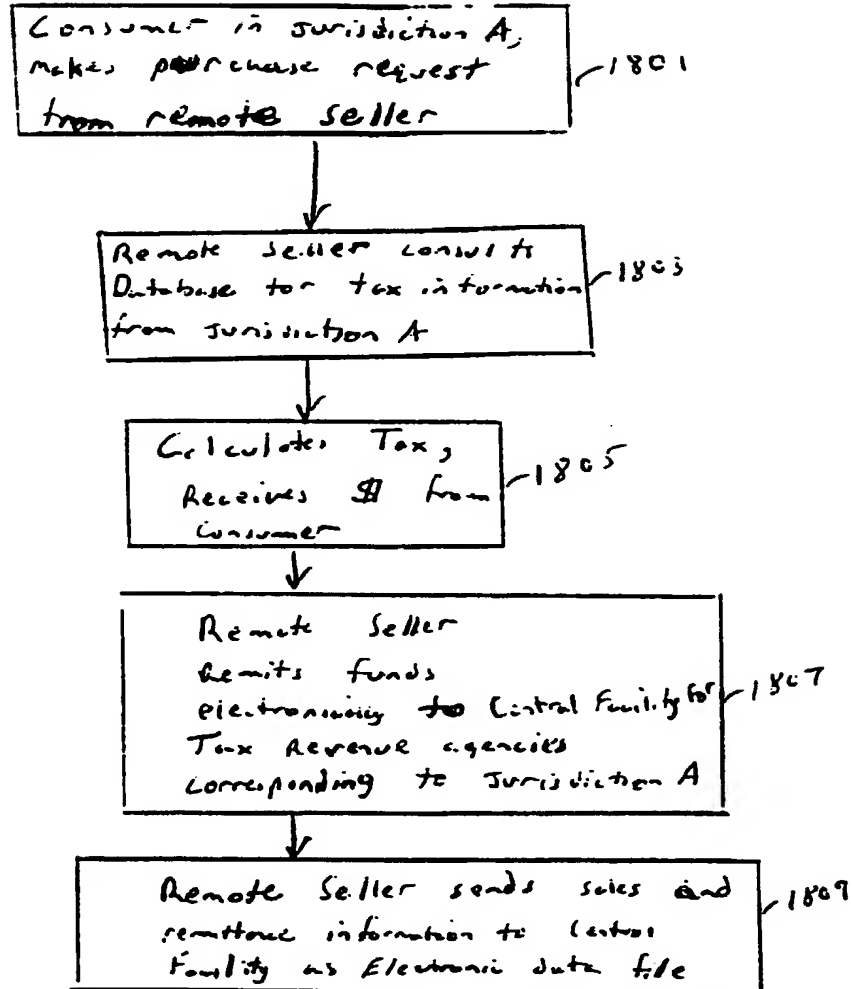 Consumer in Jurisdiction A,
makes purchase request
from remote seller
1801
Remote seller consults
Database for tax information
from Jurisdiction A
1803
Calculates Tax,
Receives $ from
consumer
1805
Remote Seller
Remits funds
electronically to Central Facility for
Tax Revenue agencies
corresponding to Jurisdiction A
1807
Remote Seller sends sales and
remittance information to Central
Facility as Electronic data file
1809